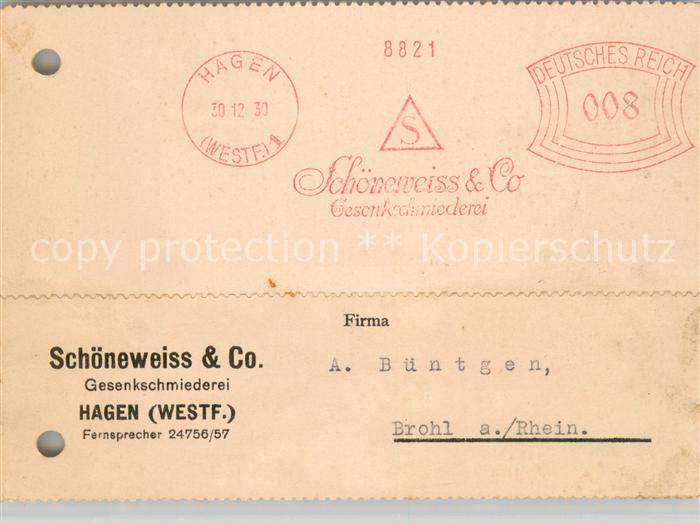 8821
HAGEN
30.12.30
(WESTF.) 1
DEUTSCHES REICH
008
S
Schöneweiss & Co
Gesenkschmiederei
copy protection ** Kopierschutz
Firma
Schöneweiss & Co.
Gesenkschmiederei
HAGEN (WESTF.)
Fernsprecher 24756/57
A. Büntgen,
Brohl a./Rhein.